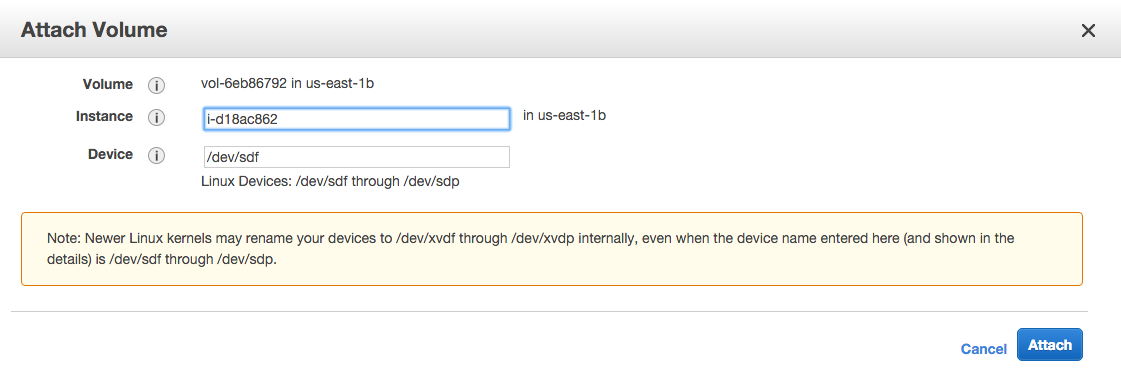 Attach Volume
Volume i vol-6eb86792 in us-east-1b
Instance i i-d18ac862 in us-east-1b
Device i /dev/sdf
Linux Devices: /dev/sdf through /dev/sdp
Note: Newer Linux kernels may rename your devices to /dev/xvdf through /dev/xvdp internally, even when the device name entered here (and shown in the
details) is /dev/sdf through /dev/sdp.
Cancel Attach